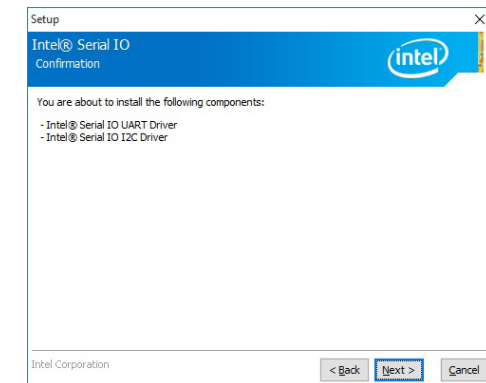 Setup
Intel® Serial IO
Confirmation
intel
You are about to install the following components:
- Intel® Serial IO UART Driver
- Intel® Serial IO I2C Driver
Intel Corporation
< Back Next > Cancel